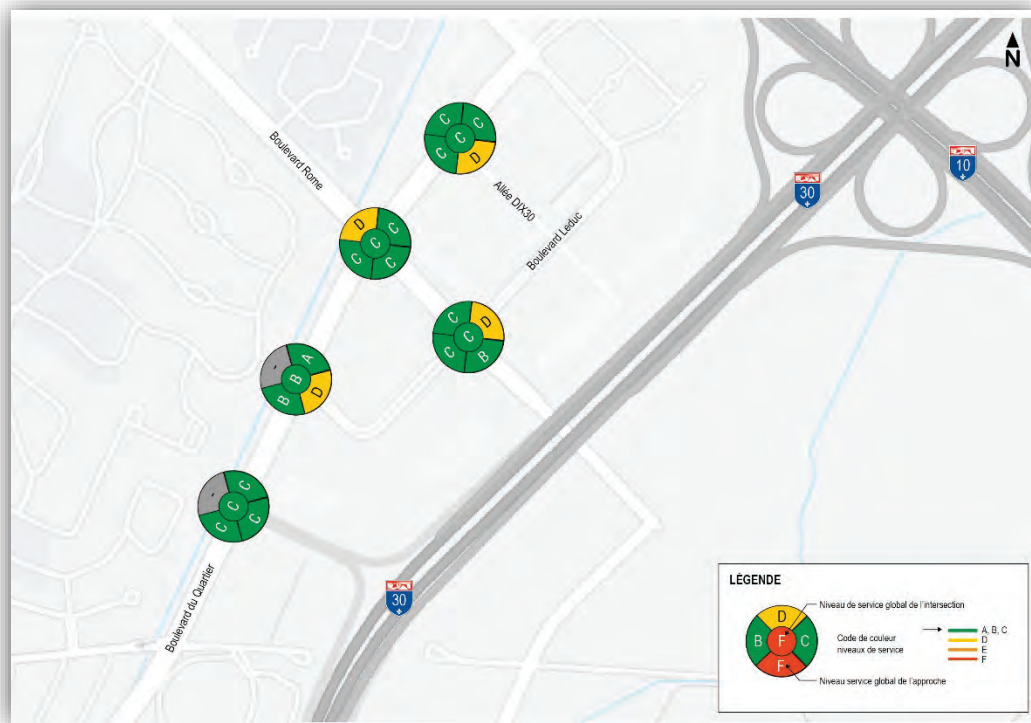 N
10
30
C
C
C
C
D
Boulevard Rome
Allée DIX30
Boulevard Leduc
D
C
C
C
C
C
D
C
C
B
-
A
B
B
D
-
C
C
C
C
30
Boulevard du Quartier
LÉGENDE
Niveau de service global de l'intersection
D
B
F
C
F
Code de couleur
niveaux de service
A, B, C
D
E
F
Niveau service global de l'approche